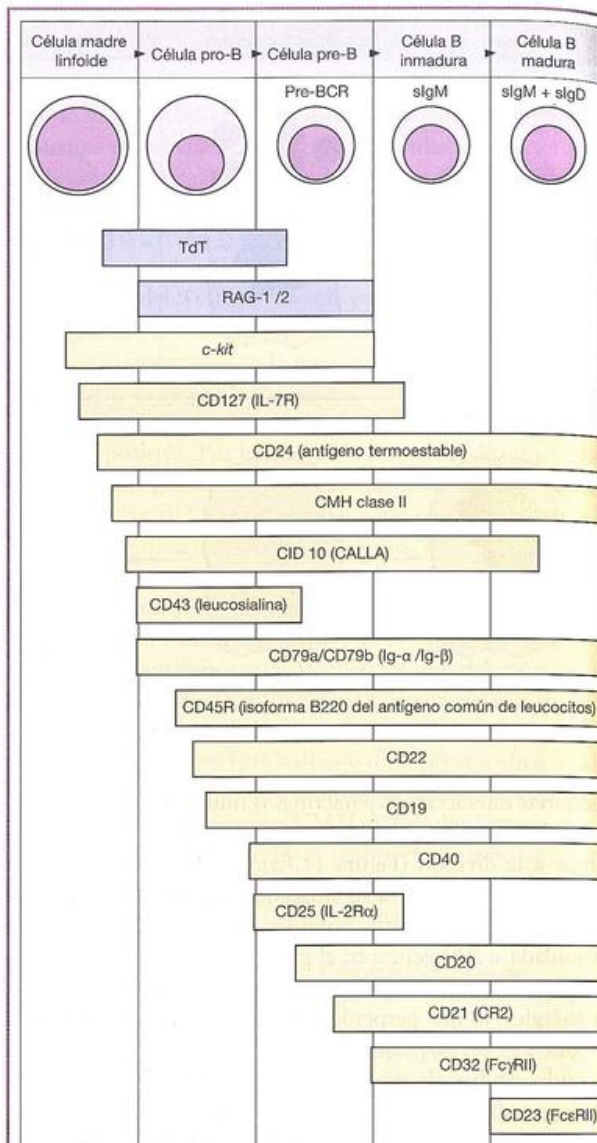 Célula madre linfoide
Célula pro-B
Célula pre-B
Célula B inmadura
Célula B madura
Pre-BCR
sIgM
sIgM + sIgD
TdT
RAG-1 /2
c-kit
CD127 (IL-7R)
CD24 (antígeno termoestable)
CMH clase II
CID 10 (CALLA)
CD43 (leucosialina)
CD79a/CD79b (Ig-α /Ig-β)
CD45R (isoforma B220 del antígeno común de leucocitos)
CD22
CD19
CD40
CD25 (IL-2Rα)
CD20
CD21 (CR2)
CD32 (FcγRII)
CD23 (FcεRII)